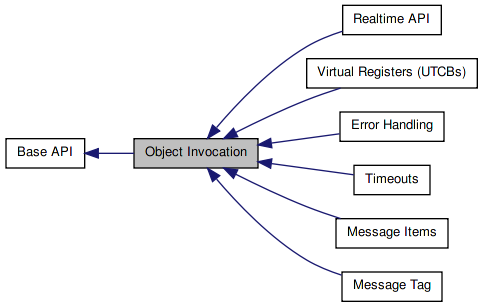 Realtime API
Virtual Registers (UTCBs)
Error Handling
Base API
Object Invocation
Timeouts
Message Items
Message Tag